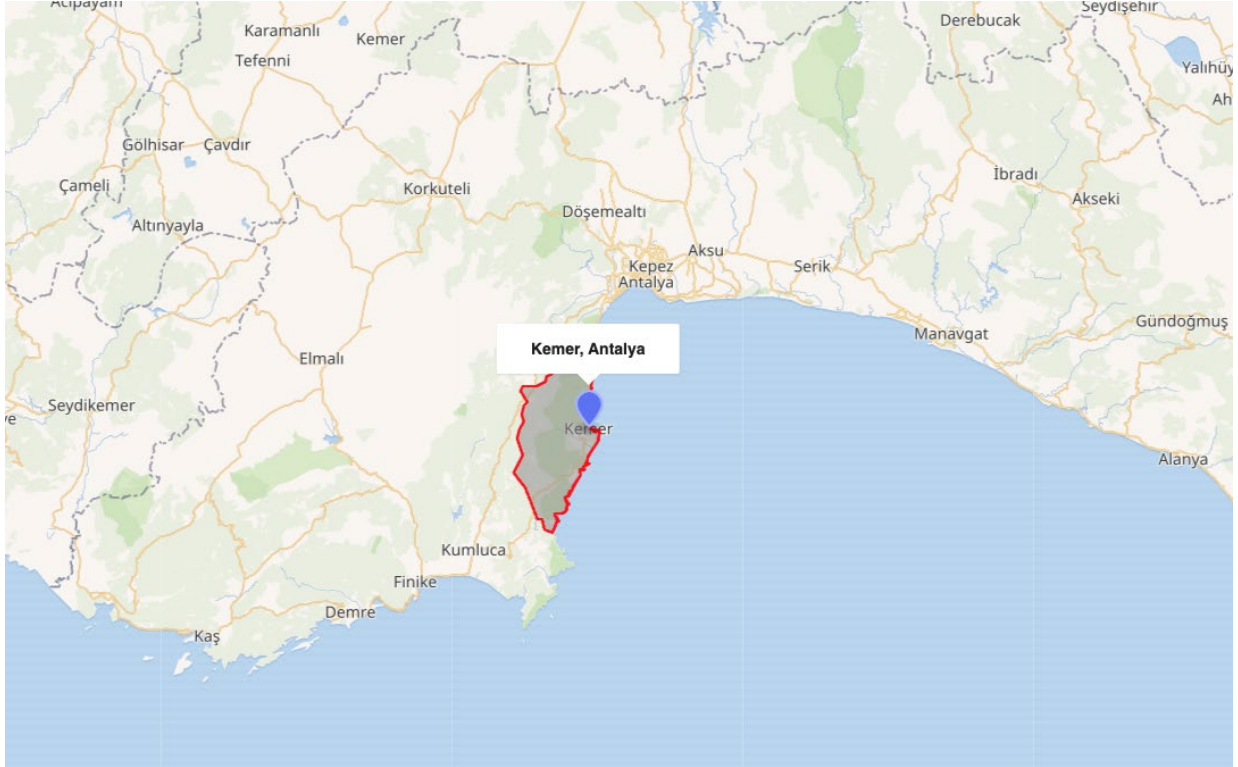 Acıpayam
Karamanlı
Kemer
Tefenni
Derebucak
Seydişehir
Yalıhüy
Ah
Gölhisar
Çavdır
Çameli
Korkuteli
İbradı
Akseki
Altınyayla
Döşemealtı
Aksu
Kepez
Serik
Antalya
Gündoğmuş
Manavgat
Kemer, Antalya
Elmalı
Seydikemer
ye
Kemer
Alanya
Kumluca
Finike
Demre
Kaş